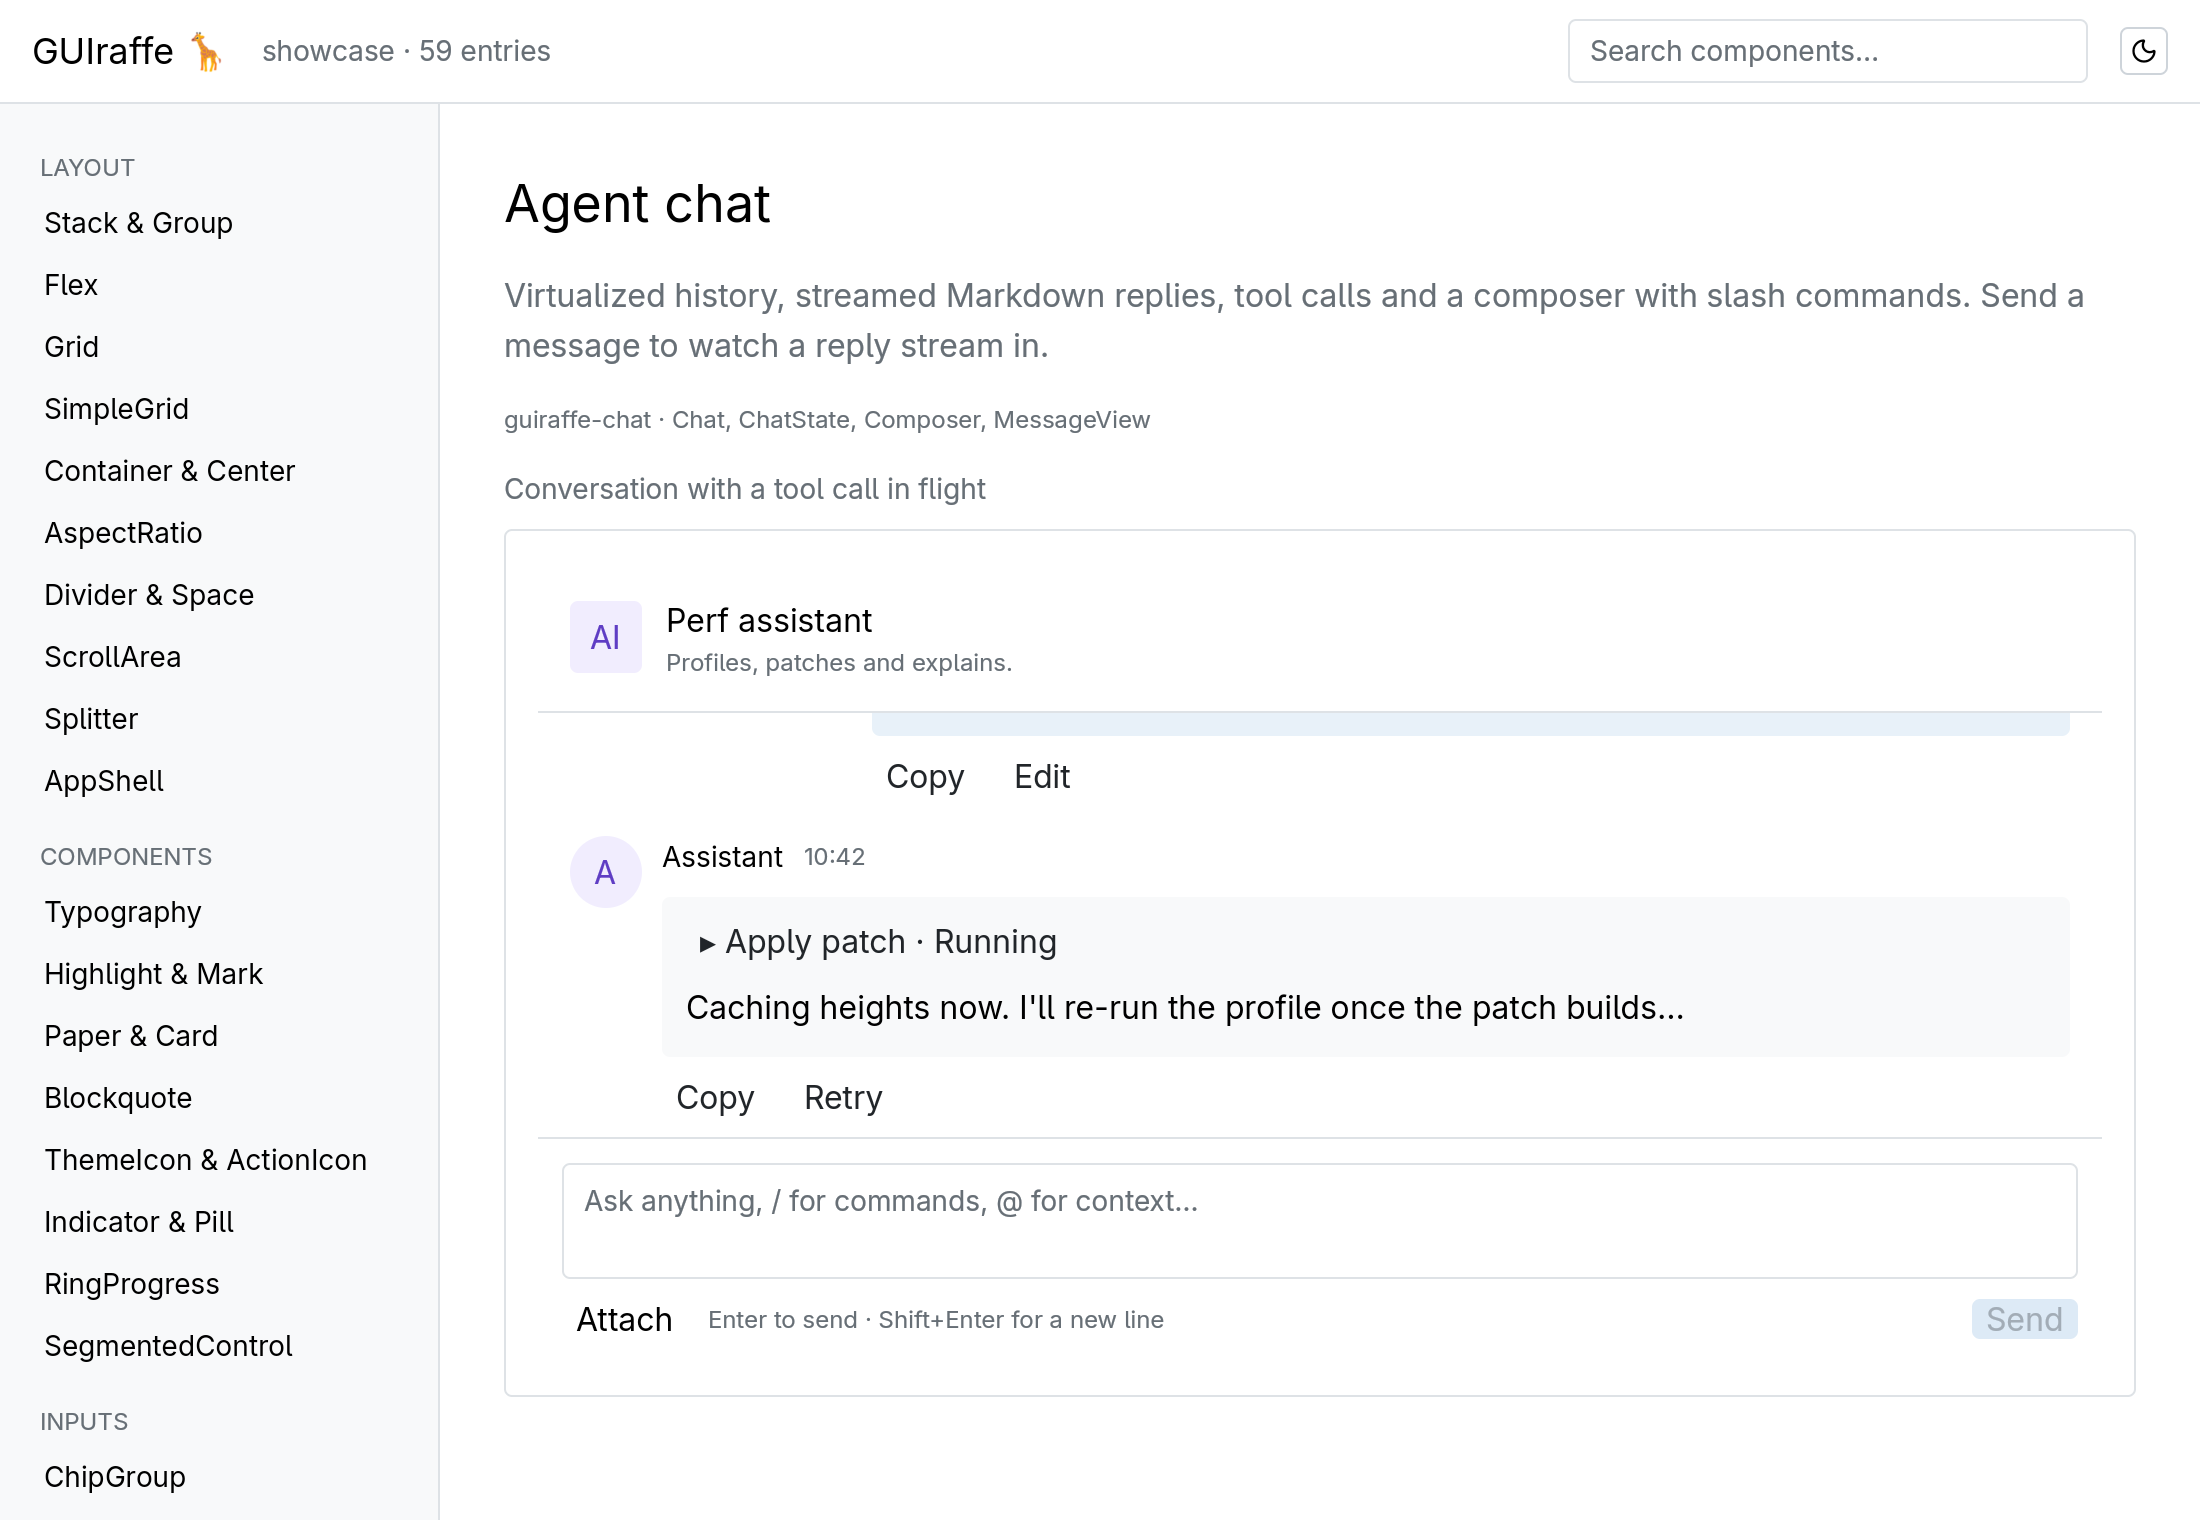 GUIraffe 🦒 showcase · 59 entries
Search components...
LAYOUT
Stack & Group
Flex
Grid
SimpleGrid
Container & Center
AspectRatio
Divider & Space
ScrollArea
Splitter
AppShell
COMPONENTS
Typography
Highlight & Mark
Paper & Card
Blockquote
ThemeIcon & ActionIcon
Indicator & Pill
RingProgress
SegmentedControl
INPUTS
ChipGroup
Agent chat
Virtualized history, streamed Markdown replies, tool calls and a composer with slash commands. Send a
message to watch a reply stream in.
guiraffe-chat · Chat, ChatState, Composer, MessageView
Conversation with a tool call in flight
AI
Perf assistant
Profiles, patches and explains.
Copy Edit
A
Assistant 10:42
▸ Apply patch · Running
Caching heights now. I'll re-run the profile once the patch builds...
Copy Retry
Ask anything, / for commands, @ for context...
Attach Enter to send · Shift+Enter for a new line Send